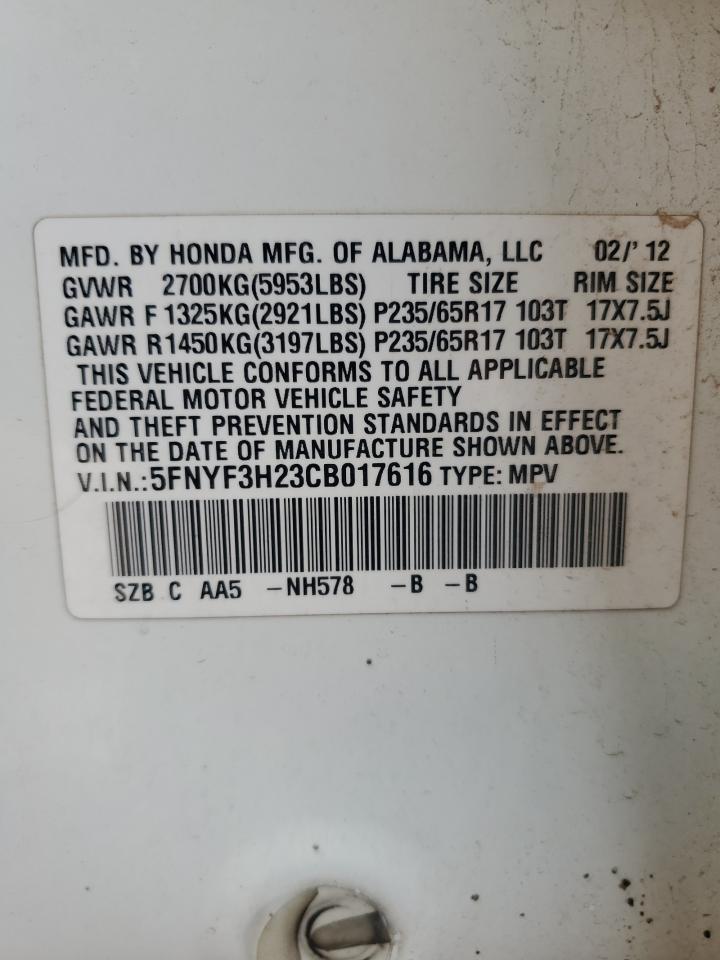 MFD. BY HONDA MFG. OF ALABAMA, LLC 02/'12
GVWR 2700KG(5953LBS) TIRE SIZE RIM SIZE
GAWR F 1325KG(2921LBS) P235/65R17 103T 17X7.5J
GAWR R1450KG(3197LBS) P235/65R17 103T 17X7.5J
THIS VEHICLE CONFORMS TO ALL APPLICABLE
FEDERAL MOTOR VEHICLE SAFETY
AND THEFT PREVENTION STANDARDS IN EFFECT
ON THE DATE OF MANUFACTURE SHOWN ABOVE.
V.I.N.:5FNYF3H23CB017616 TYPE: MPV
SZB C AA5 -NH578 -B -B